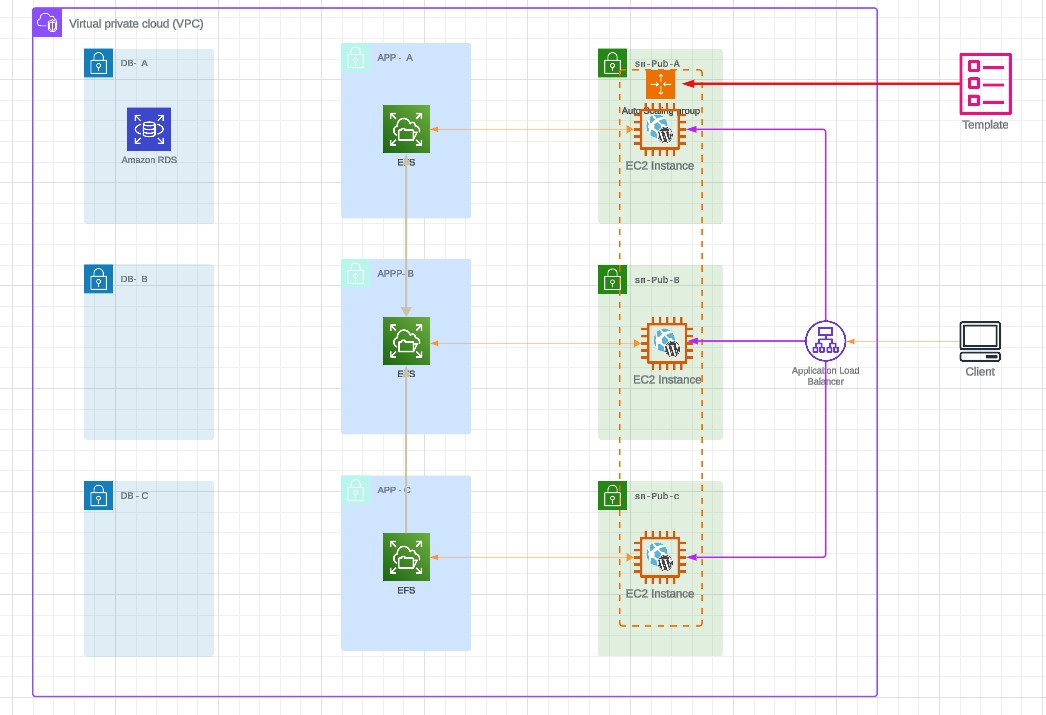 Virtual private cloud (VPC)
DB- A
APP - A
sn-Pub-A
Auto Scaling group
Template
Amazon RDS
EFS
EC2 Instance
DB- B
APPP- B
sn-Pub-B
EFS
EC2 Instance
Application Load
Balancer
Client
DB - C
APP - C
sn-Pub-c
EFS
EC2 Instance